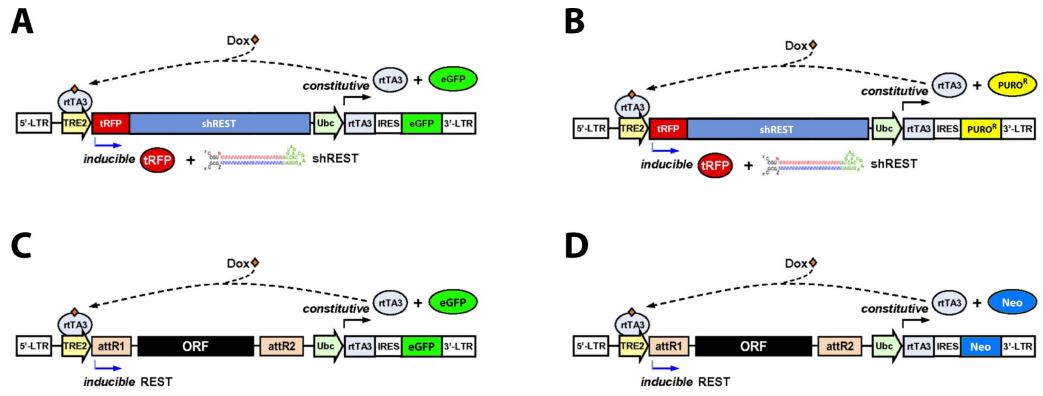 A
Dox
rtTA3 + eGFP
constitutive
rtTA3
5'-LTR TRE2 tRFP shREST Ubc rtTA3 IRES eGFP 3'-LTR
inducible tRFP + shREST
B
Dox
rtTA3 + PURO^R
constitutive
rtTA3
5'-LTR TRE2 tRFP shREST Ubc rtTA3 IRES PURO^R 3'-LTR
inducible tRFP + shREST
C
Dox
rtTA3 + eGFP
constitutive
rtTA3
5'-LTR TRE2 attR1 ORF attR2 Ubc rtTA3 IRES eGFP 3'-LTR
inducible REST
D
Dox
rtTA3 + Neo
constitutive
rtTA3
5'-LTR TRE2 attR1 ORF attR2 Ubc rtTA3 IRES Neo 3'-LTR
inducible REST